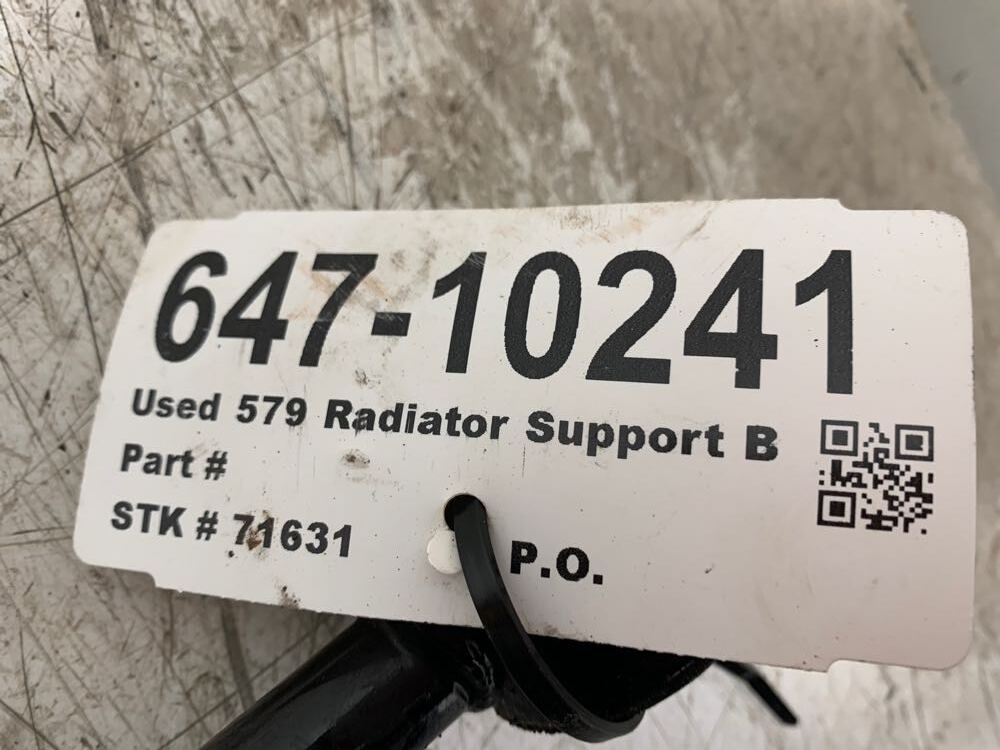 647-10241
Used 579 Radiator Support B
Part #
STK # 71631
P.O.